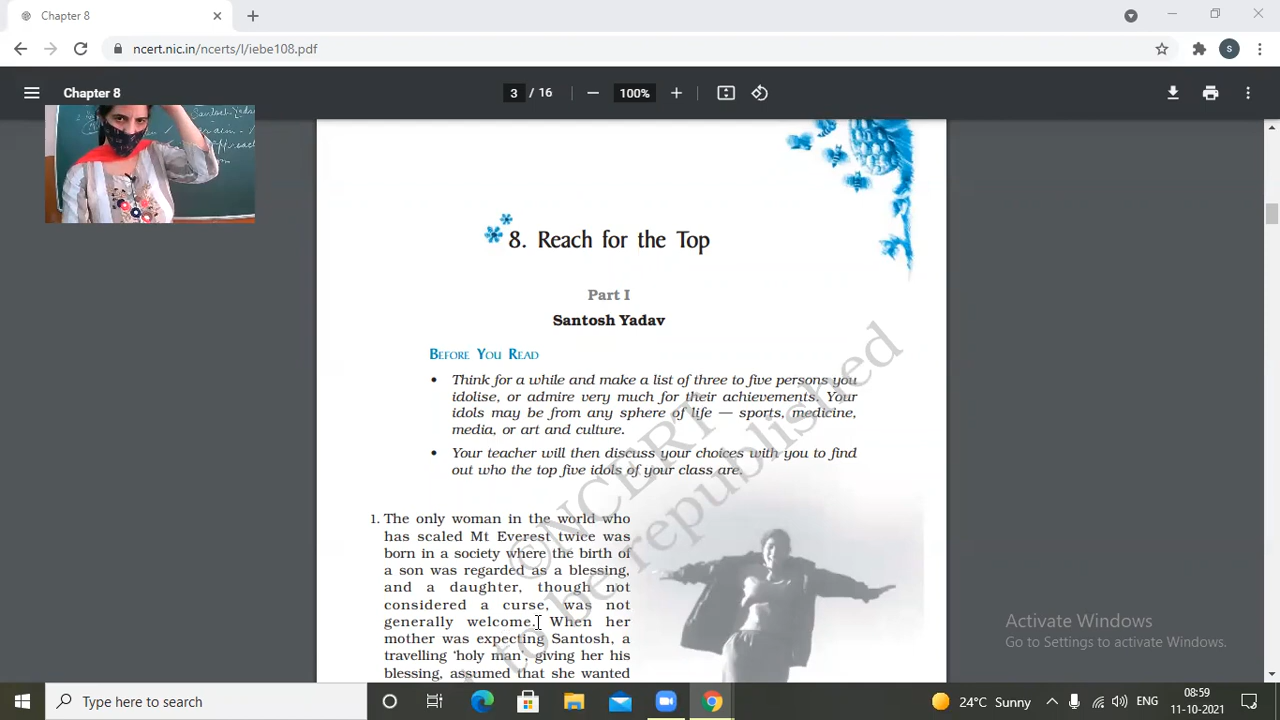 Chapter 8
ncert.nic.in/ncerts/l/iebe108.pdf
S
Chapter 8
3 / 16
100%
Santosh Yadav
8. Reach for the Top
Part I
Santosh Yadav
BEFORE YOU READ
• Think for a while and make a list of three to five persons you
idolise, or admire very much for their achievements. Your
idols may be from any sphere of life — sports, medicine,
media, or art and culture.
• Your teacher will then discuss your choices with you to find
out who the top five idols of your class are.
1. The only woman in the world who
has scaled Mt Everest twice was
born in a society where the birth of
a son was regarded as a blessing,
and a daughter, though not
considered a curse, was not
generally welcome. When her
mother was expecting Santosh, a
travelling ‘holy man’, giving her his
blessing, assumed that she wanted
©NCERT
to be republished
Activate Windows
Go to Settings to activate Windows.
Type here to search
24°C Sunny
ENG
08:59
11-10-2021